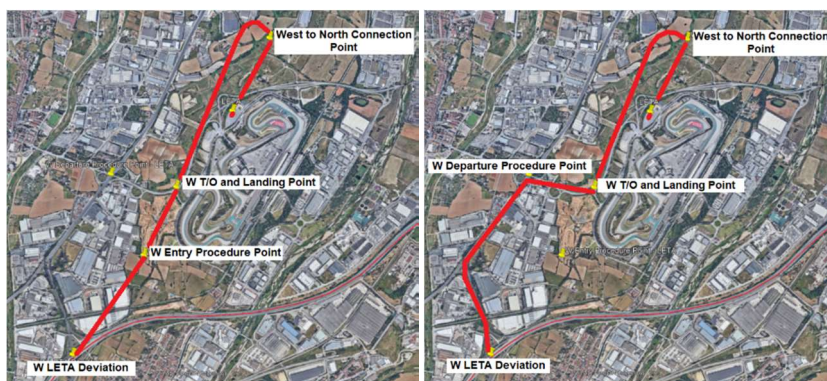 West to North Connection
Point
W T/O and Landing Point
W Entry Procedure Point
W LETA Deviation
West to North Connection
Point
W Departure Procedure Point
W T/O and Landing Point
W LETA Deviation